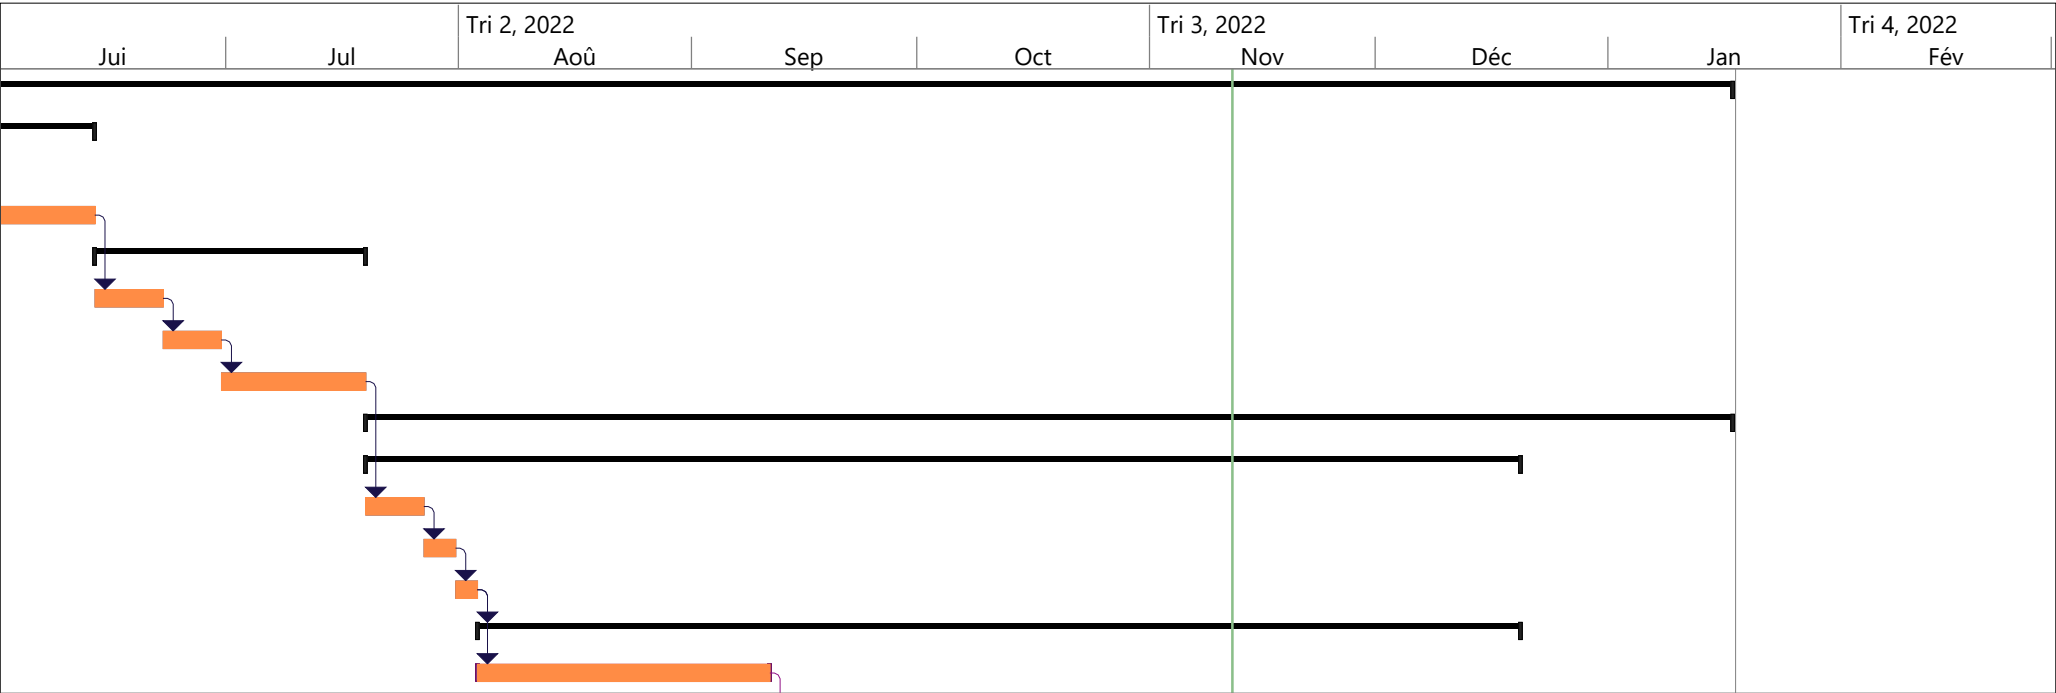 Tri 2, 2022 Tri 3, 2022 Tri 4, 2022
Jui Jul Aoû Sep Oct Nov Déc Jan Fév